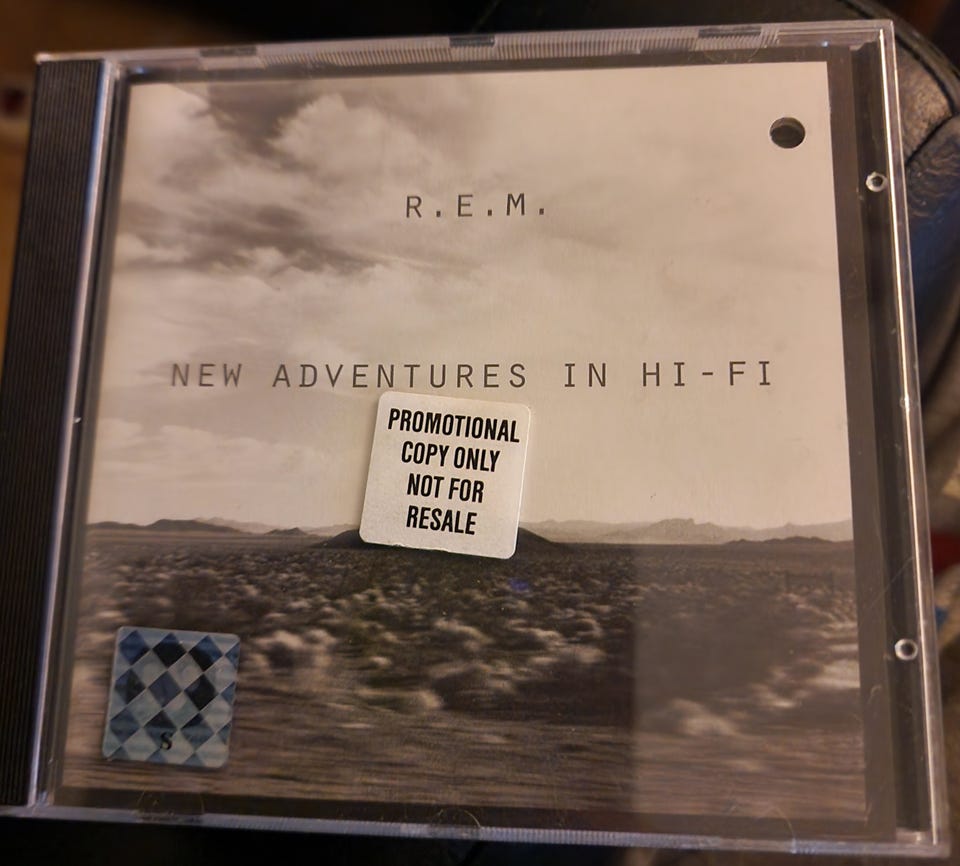 R.E.M.
NEW ADVENTURES IN HI-FI
PROMOTIONAL
COPY ONLY
NOT FOR
RESALE
S